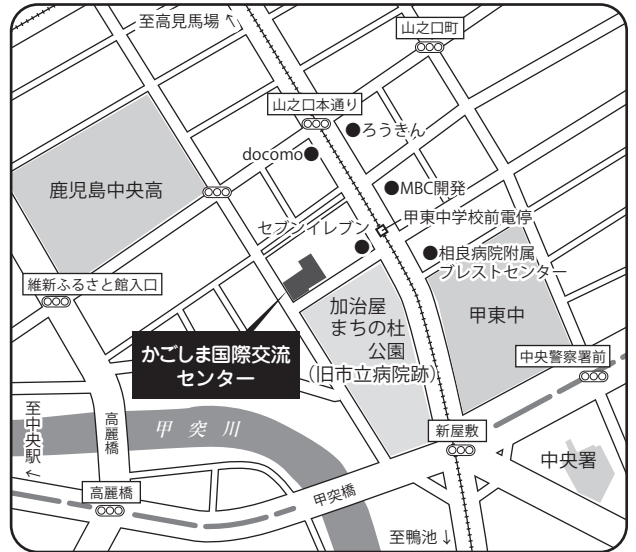 至高見馬場↖
山之口町
山之口本通り
ろうきん
docomo
鹿児島中央高
MBC開発
甲東中学校前電停
セブンイレブン
相良病院附属
ブレストセンター
維新ふるさと館入口
加治屋
まちの杜
公園
(旧市立病院跡)
甲東中
かごしま国際交流
センター
中央警察署前
至中央駅←
高麗橋
甲突川
新屋敷
中央署
高麗橋
甲突橋
至鴨池↓